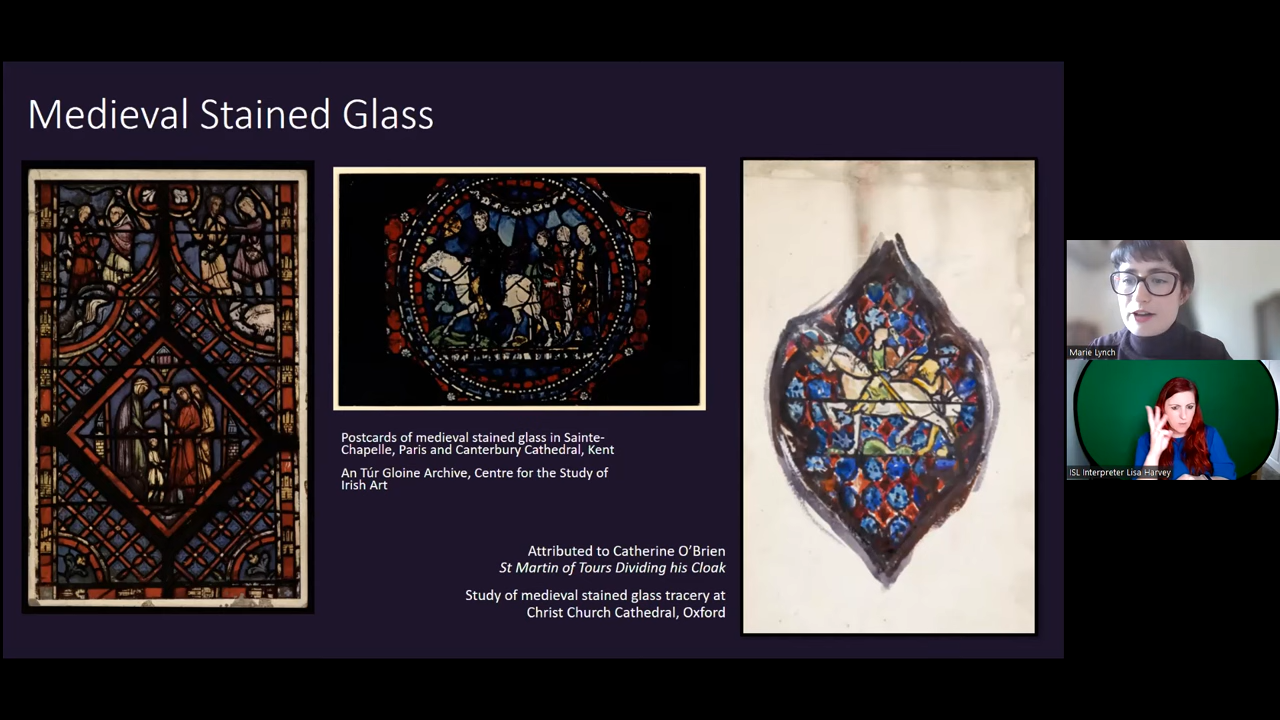 Medieval Stained Glass
Postcards of medieval stained glass in Sainte-
Chapelle, Paris and Canterbury Cathedral, Kent
An Túr Gloine Archive, Centre for the Study of
Irish Art
Attributed to Catherine O’Brien
St Martin of Tours Dividing his Cloak
Study of medieval stained glass tracery at
Christ Church Cathedral, Oxford
Marie Lynch
ISL Interpreter Lisa Harvey